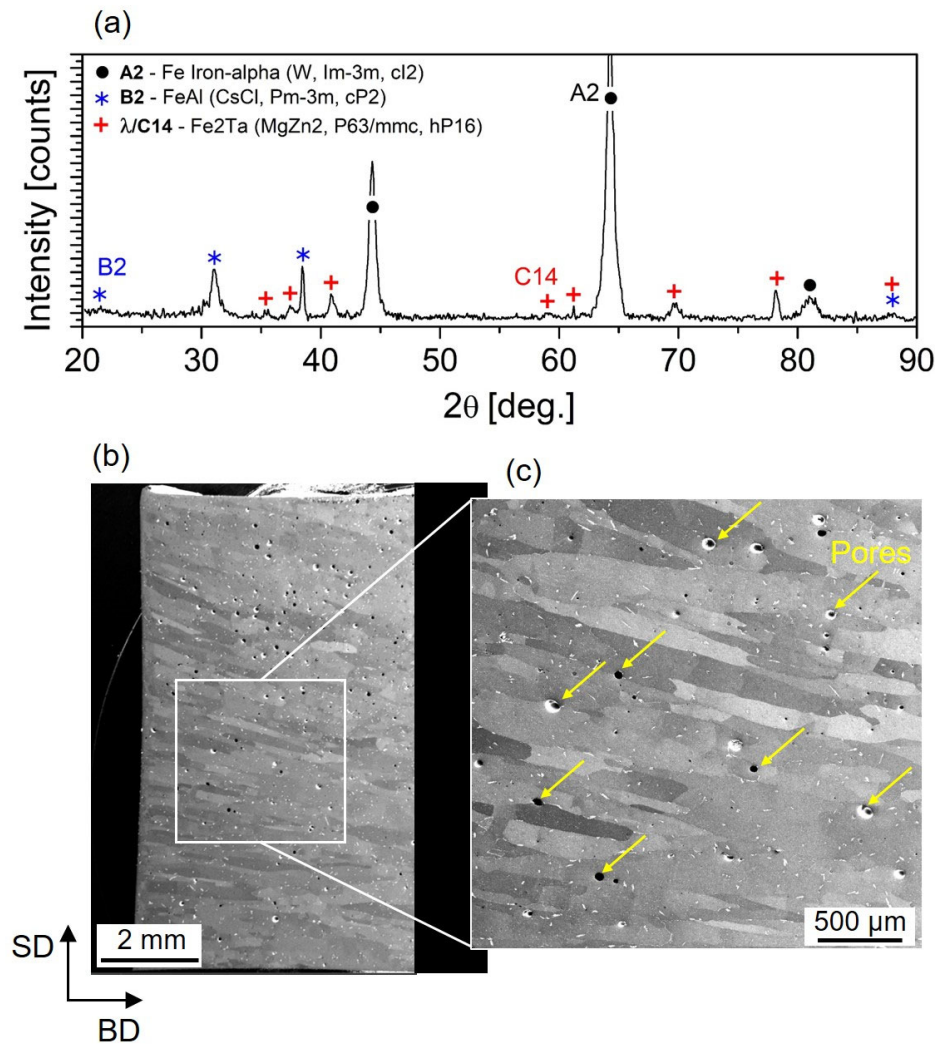 (a)
Intensity [counts]
● A2 - Fe Iron-alpha (W, Im-3m, cI2)
* B2 - FeAl (CsCl, Pm-3m, cP2)
+ λ/C14 - Fe2Ta (MgZn2, P63/mmc, hP16)
A2
B2
C14
20 30 40 50 60 70 80 90
2θ [deg.]
(b)
(c)
Pores
2 mm
500 µm
SD
BD